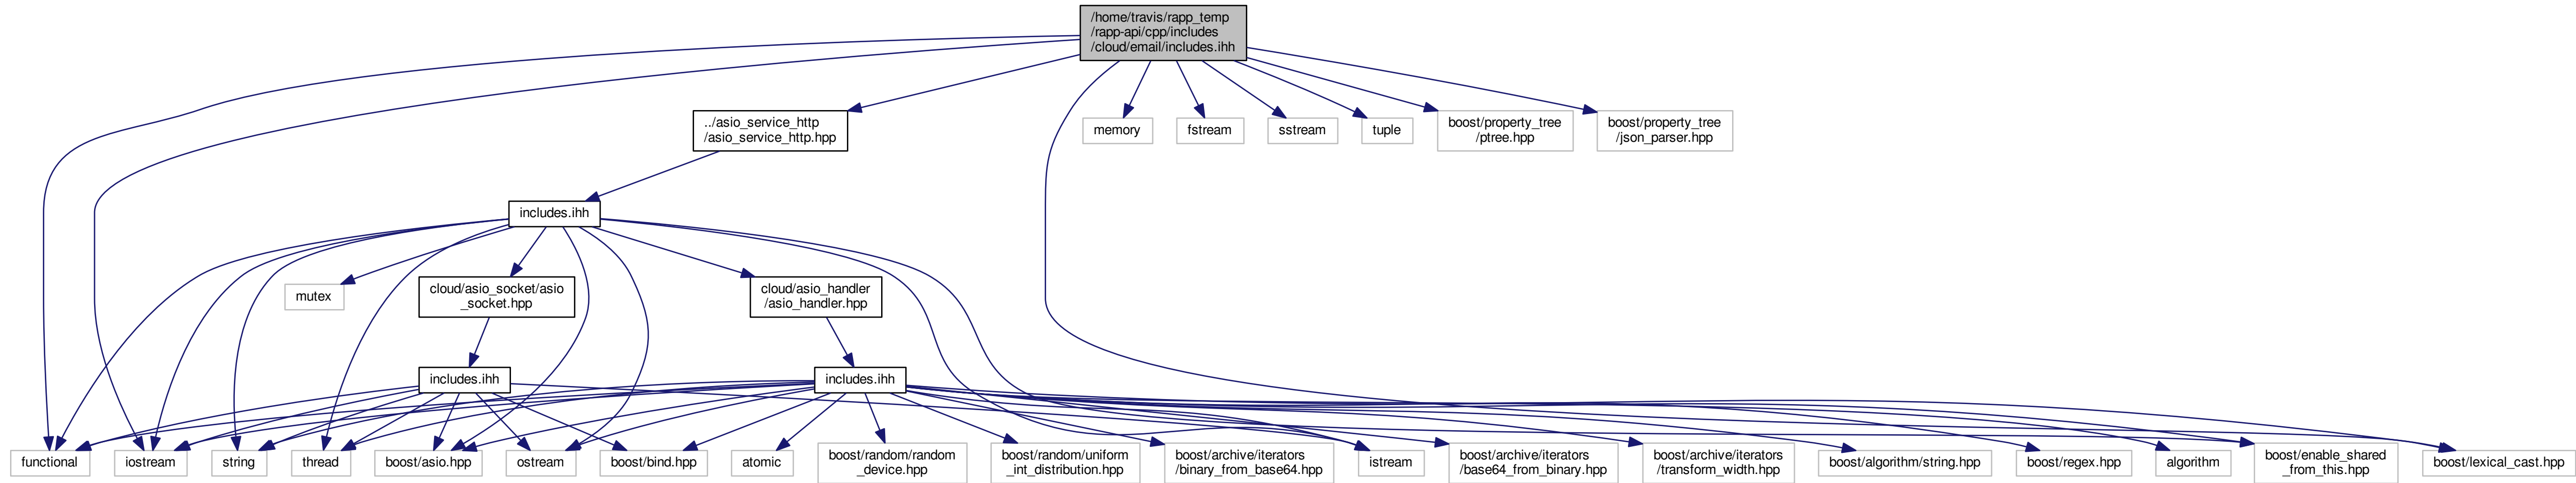 /home/travis/rapp_temp
/rapp-api/cpp/includes
/cloud/email/includes.ihh
../asio_service_http
/asio_service_http.hpp
memory
fstream
sstream
tuple
boost/property_tree
/ptree.hpp
boost/property_tree
/json_parser.hpp
includes.ihh
mutex
cloud/asio_socket/asio
_socket.hpp
cloud/asio_handler
/asio_handler.hpp
includes.ihh
includes.ihh
functional
iostream
string
thread
boost/asio.hpp
ostream
boost/bind.hpp
atomic
boost/random/random
_device.hpp
boost/random/uniform
_int_distribution.hpp
boost/archive/iterators
/binary_from_base64.hpp
istream
boost/archive/iterators
/base64_from_binary.hpp
boost/archive/iterators
/transform_width.hpp
boost/algorithm/string.hpp
boost/regex.hpp
algorithm
boost/enable_shared
_from_this.hpp
boost/lexical_cast.hpp